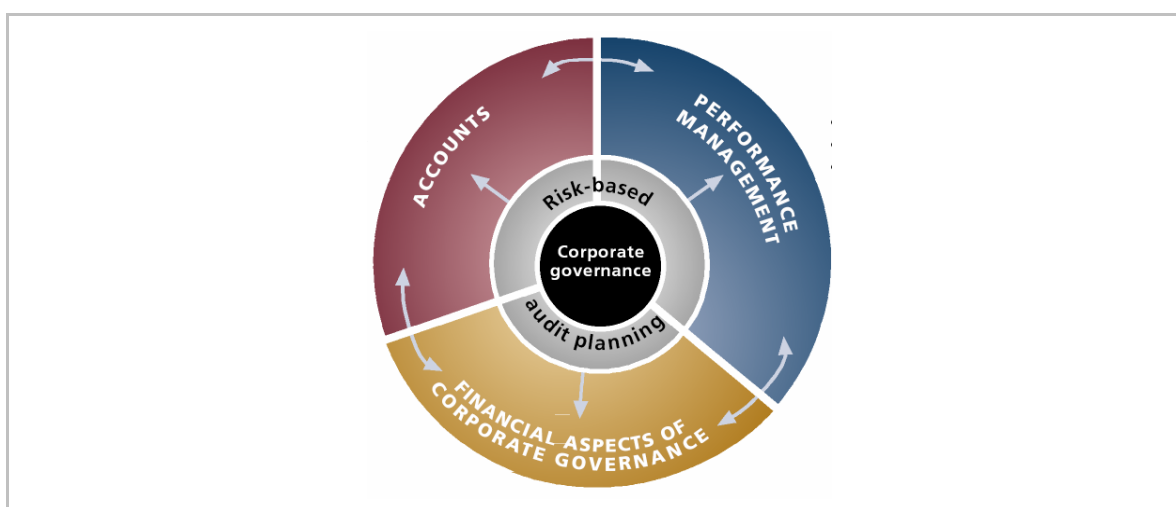 ACCOUNTS
PERFORMANCE
MANAGEMENT
Risk-based
Corporate
governance
audit planning
FINANCIAL ASPECTS OF
CORPORATE GOVERNANCE